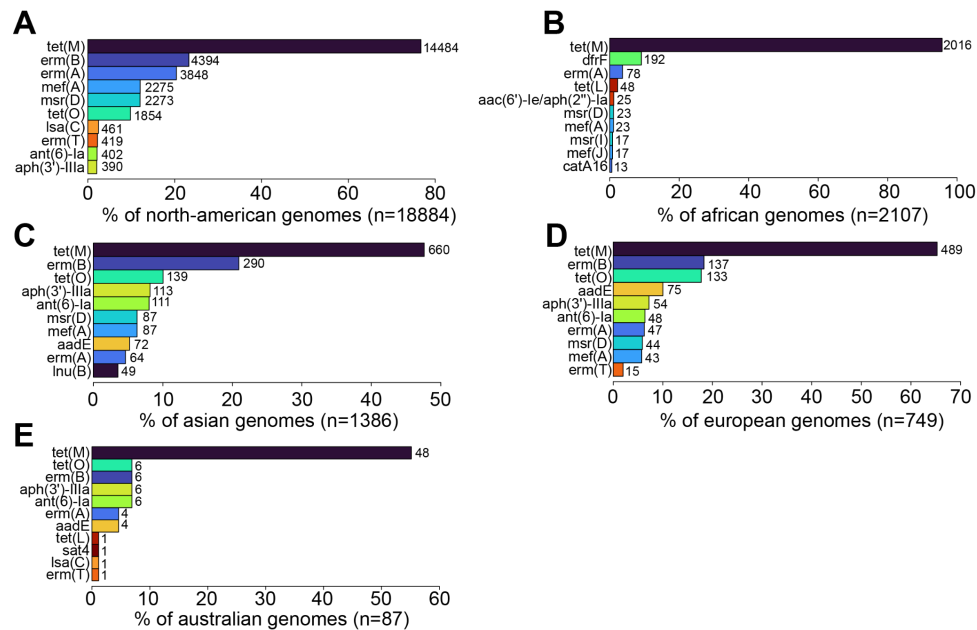 A
tet(M) 14484
erm(B) 4394
erm(A) 3848
mef(A) 2275
msr(D) 2273
tet(O) 1854
lsa(C) 461
erm(T) 419
ant(6)-Ia 402
aph(3')-IIIa 390
0 20 40 60 80
% of north-american genomes (n=18884)
B
tet(M) 2016
dfrF 192
erm(A) 78
tet(L) 48
aac(6')-Ie/aph(2'')-Ia 25
msr(D) 23
mef(A) 23
msr(I) 17
mef(J) 17
catA16 13
0 20 40 60 80 100
% of african genomes (n=2107)
C
tet(M) 660
erm(B) 290
tet(O) 139
aph(3')-IIIa 113
ant(6)-Ia 111
msr(D) 87
mef(A) 87
aadE 72
erm(A) 64
lnu(B) 49
0 10 20 30 40 50
% of asian genomes (n=1386)
D
tet(M) 489
erm(B) 137
tet(O) 133
aadE 75
aph(3')-IIIa 54
ant(6)-Ia 48
erm(A) 47
msr(D) 44
mef(A) 43
erm(T) 15
0 10 20 30 40 50 60 70
% of european genomes (n=749)
E
tet(M) 48
tet(O) 6
erm(B) 6
aph(3')-IIIa 6
ant(6)-Ia 6
erm(A) 4
aadE 4
tet(L) 1
sat4 1
lsa(C) 1
erm(T) 1
0 10 20 30 40 50 60
% of australian genomes (n=87)